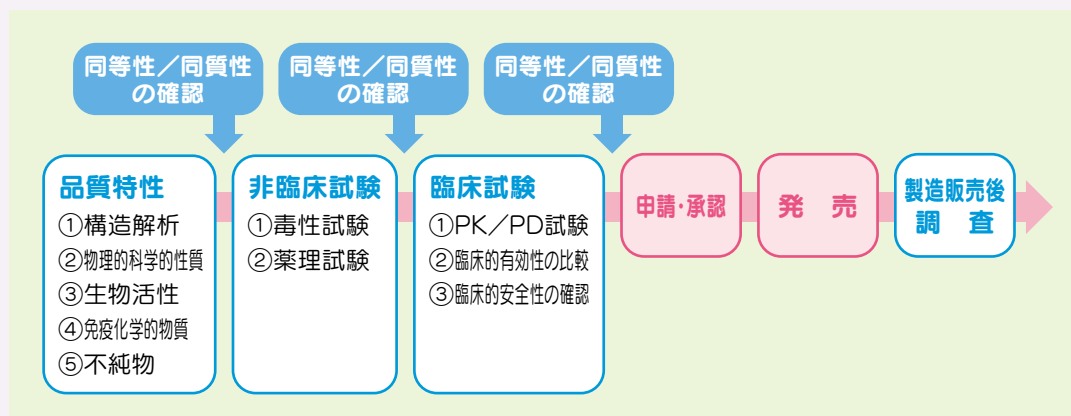 同等性／同質性
の確認
同等性／同質性
の確認
同等性／同質性
の確認
品質特性
①構造解析
②物理的科学的性質
③生物活性
④免疫化学的物質
⑤不純物
非臨床試験
①毒性試験
②薬理試験
臨床試験
①PK／PD試験
②臨床的有効性の比較
③臨床的安全性の確認
申請・承認
発　売
製造販売後
調　査